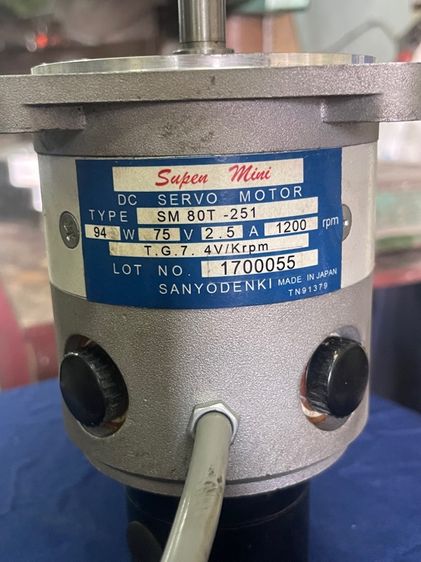 Supen Mini
DC SERVO MOTOR
TYPE SM 80T -251
94 W 75 V 2.5 A 1200 rpm
T.G.7. 4V/Krpm
LOT NO. 1700055
SANYODENKI MADE IN JAPAN
TN91379